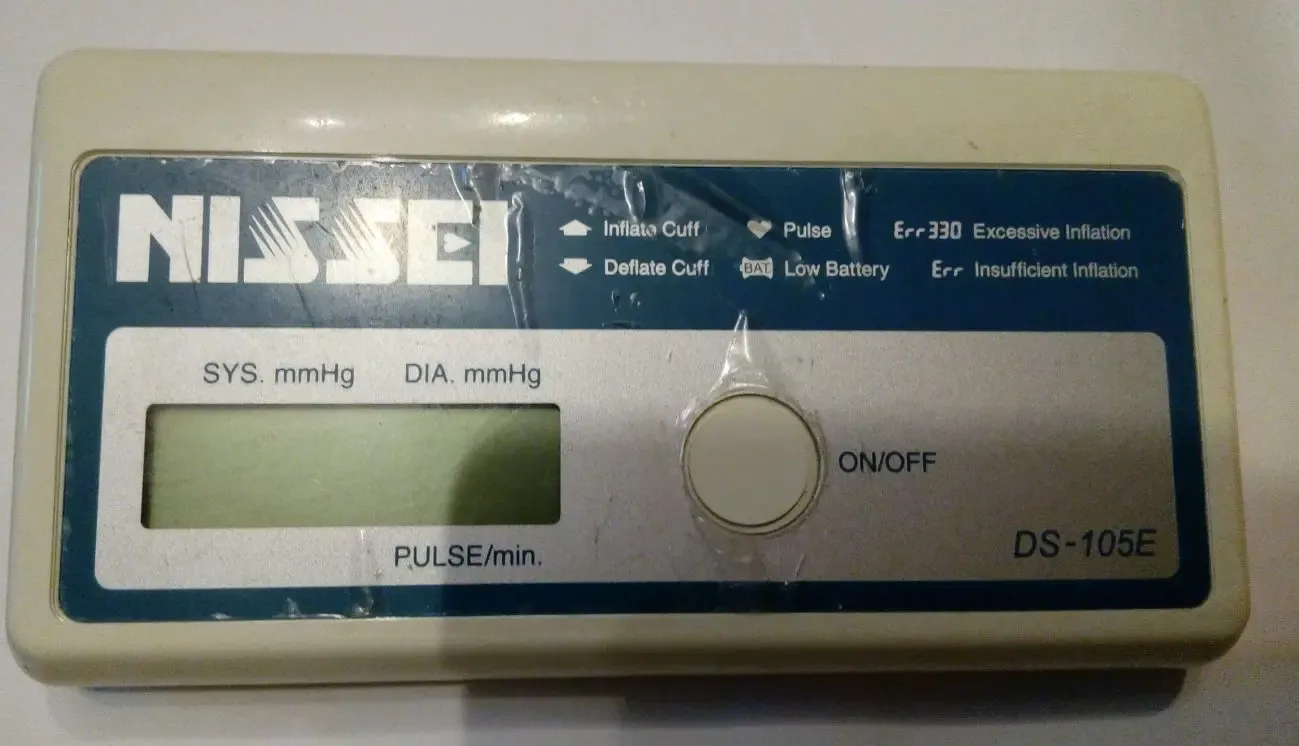 NISSEI
Inflate Cuff Pulse Err 330 Excessive Inflation
Deflate Cuff BAT Low Battery Err Insufficient Inflation
SYS. mmHg DIA. mmHg
ON/OFF
PULSE/min.
DS-105E